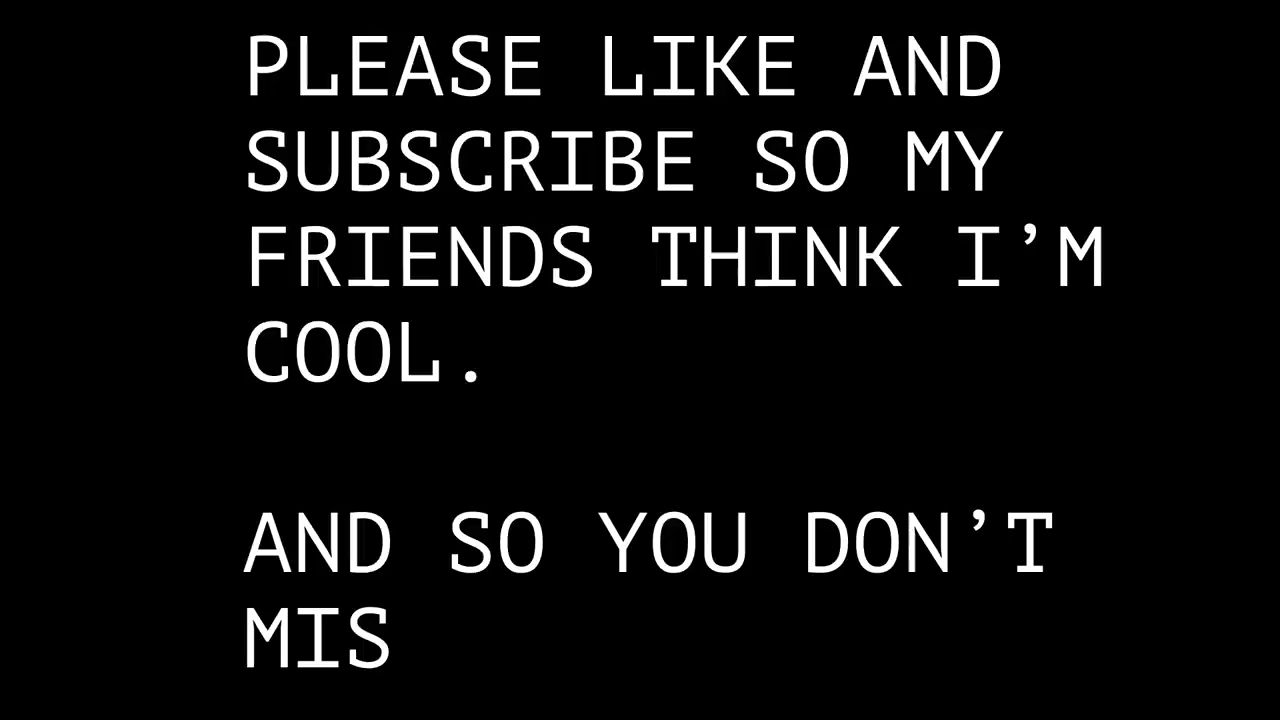 PLEASE LIKE AND
SUBSCRIBE SO MY
FRIENDS THINK I’M
COOL.
AND SO YOU DON’T
MIS